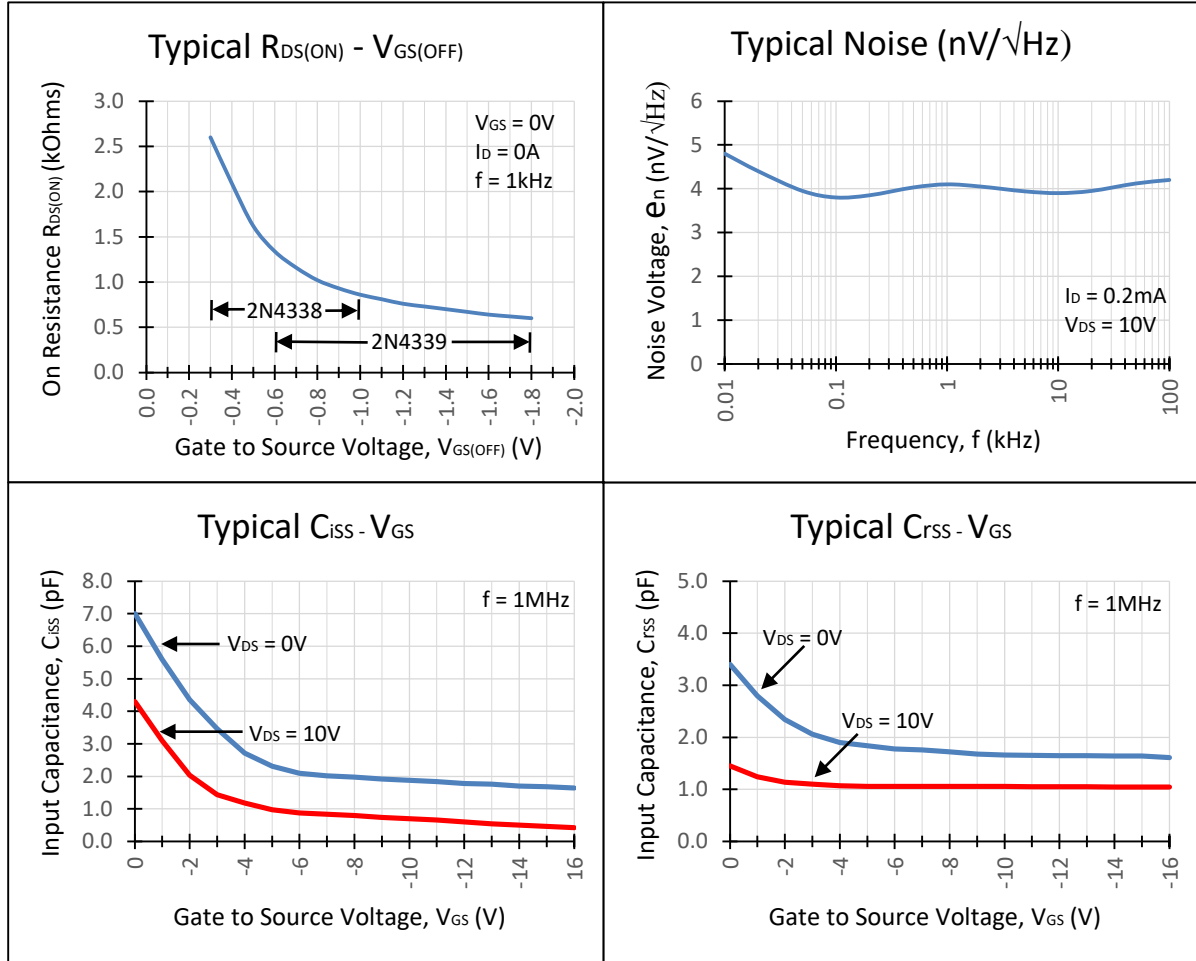 Typical RDS(ON) - VGS(OFF)
On Resistance RDS(ON) (kOhms)
3.0
2.5
2.0
1.5
1.0
0.5
0.0
VGS = 0V
ID = 0A
f = 1kHz
2N4338
2N4339
0.0 -0.2 -0.4 -0.6 -0.8 -1.0 -1.2 -1.4 -1.6 -1.8 -2.0
Gate to Source Voltage, VGS(OFF) (V)
Typical Noise (nV/√Hz)
Noise Voltage, en (nV/√Hz)
6
5
4
4
3
2
1
0
ID = 0.2mA
VDS = 10V
0.01 0.1 1 10 100
Frequency, f (kHz)
Typical CiSS - VGS
Input Capacitance, Ciss (pF)
8.0
7.0
6.0
5.0
4.0
3.0
2.0
1.0
0.0
f = 1MHz
VDS = 0V
VDS = 10V
0 -2 -4 -6 -8 -10 -12 -14 16
Gate to Source Voltage, VGS (V)
Typical CrSS - VGS
Input Capacitance, Crss (pF)
5.0
4.0
3.0
2.0
1.0
0.0
f = 1MHz
VDS = 0V
VDS = 10V
0 -2 -4 -6 -8 -10 -12 -14 -16
Gate to Source Voltage, VGS (V)